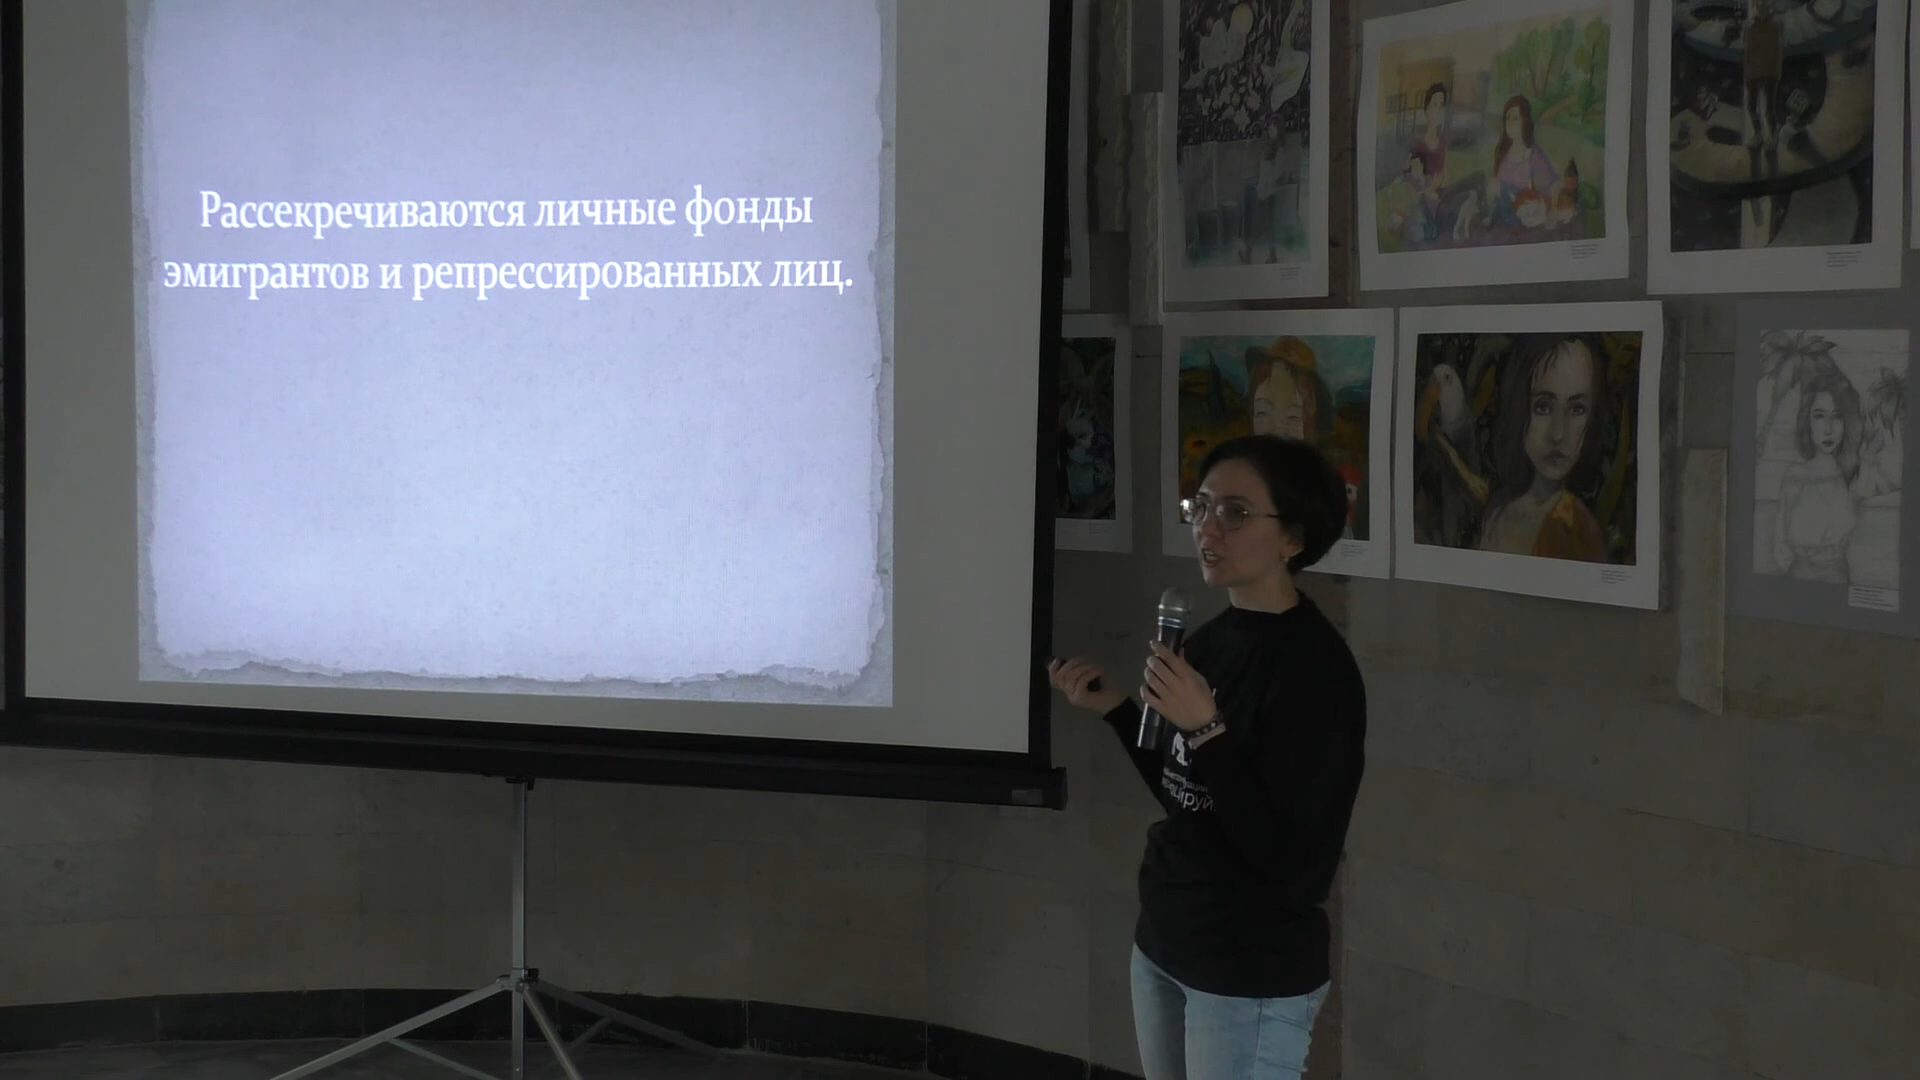 Рассекречиваются личные фонды
эмигрантов и репрессированных лиц.